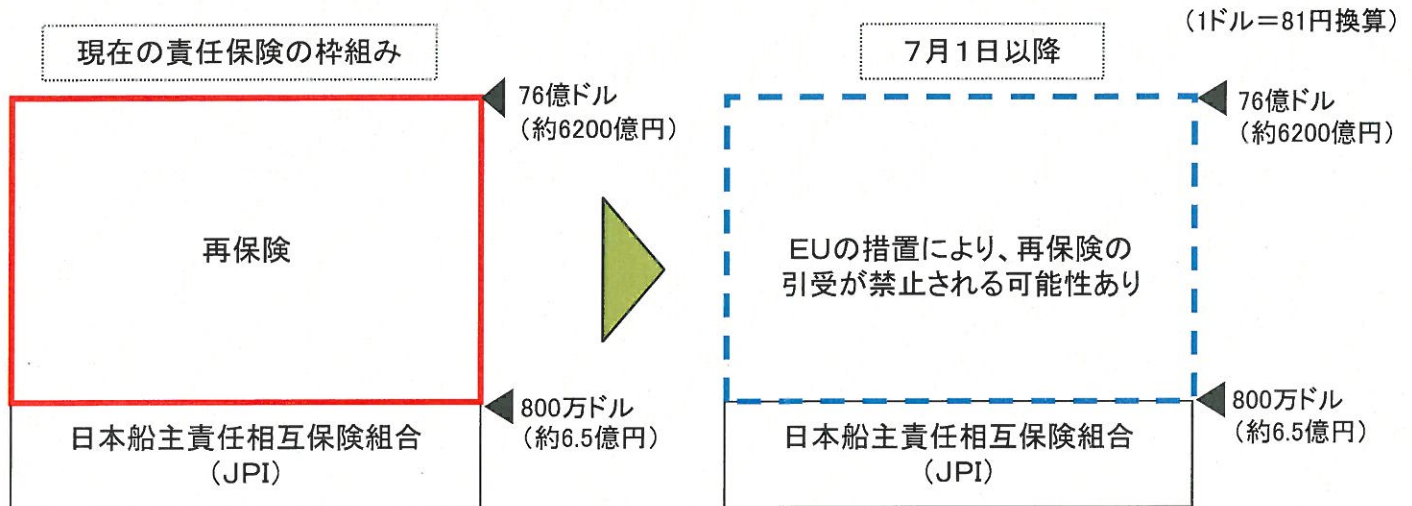 (1ドル＝81円換算)
現在の責任保険の枠組み
76億ドル
(約6200億円)
再保険
800万ドル
(約6.5億円)
日本船主責任相互保険組合
(JPI)
7月1日以降
76億ドル
(約6200億円)
EUの措置により、再保険の
引受が禁止される可能性あり
800万ドル
(約6.5億円)
日本船主責任相互保険組合
(JPI)